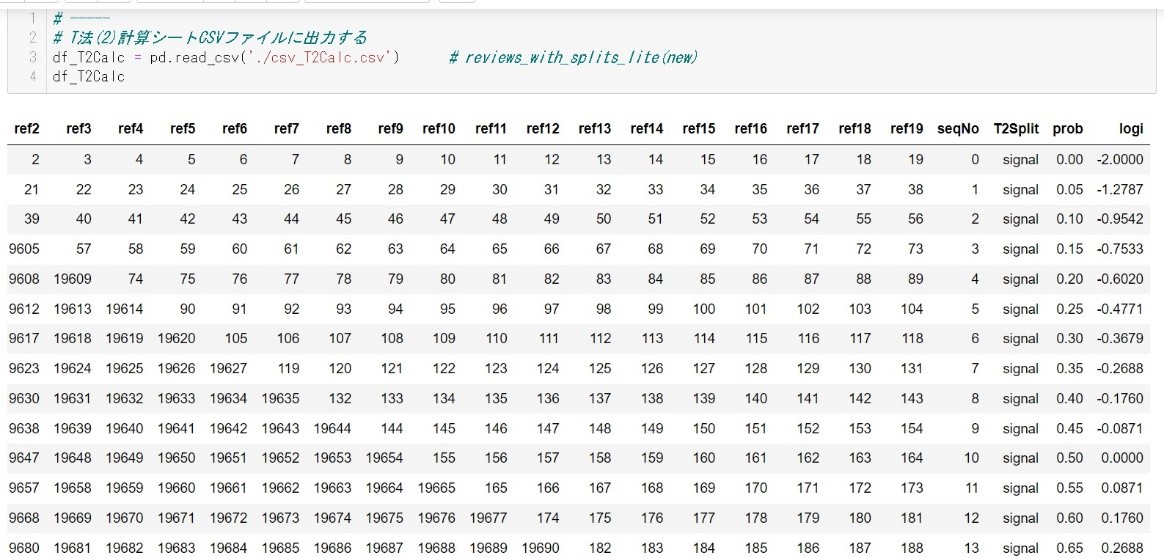 1 # -----
2 # T法(2)計算シートCSVファイルに出力する
3 df_T2Calc = pd.read_csv('./csv_T2Calc.csv') # reviews_with_splits_lite(new)
4 df_T2Calc
ref2 ref3 ref4 ref5 ref6 ref7 ref8 ref9 ref10 ref11 ref12 ref13 ref14 ref15 ref16 ref17 ref18 ref19 seqNo T2Split prob logi
2 3 4 5 6 7 8 9 10 11 12 13 14 15 16 17 18 19 0 signal 0.00 -2.0000
21 22 23 24 25 26 27 28 29 30 31 32 33 34 35 36 37 38 1 signal 0.05 -1.2787
39 40 41 42 43 44 45 46 47 48 49 50 51 52 53 54 55 56 2 signal 0.10 -0.9542
9605 57 58 59 60 61 62 63 64 65 66 67 68 69 70 71 72 73 3 signal 0.15 -0.7533
9608 19609 74 75 76 77 78 79 80 81 82 83 84 85 86 87 88 89 4 signal 0.20 -0.6020
9612 19613 19614 90 91 92 93 94 95 96 97 98 99 100 101 102 103 104 5 signal 0.25 -0.4771
9617 19618 19619 19620 105 106 107 108 109 110 111 112 113 114 115 116 117 118 6 signal 0.30 -0.3679
9623 19624 19625 19626 19627 119 120 121 122 123 124 125 126 127 128 129 130 131 7 signal 0.35 -0.2688
9630 19631 19632 19633 19634 19635 132 133 134 135 136 137 138 139 140 141 142 143 8 signal 0.40 -0.1760
9638 19639 19640 19641 19642 19643 19644 144 145 146 147 148 149 150 151 152 153 154 9 signal 0.45 -0.0871
9647 19648 19649 19650 19651 19652 19653 19654 155 156 157 158 159 160 161 162 163 164 10 signal 0.50 0.0000
9657 19658 19659 19660 19661 19662 19663 19664 19665 165 166 167 168 169 170 171 172 173 11 signal 0.55 0.0871
9668 19669 19670 19671 19672 19673 19674 19675 19676 19677 174 175 176 177 178 179 180 181 12 signal 0.60 0.1760
9680 19681 19682 19683 19684 19685 19686 19687 19688 19689 19690 182 183 184 185 186 187 188 13 signal 0.65 0.2688